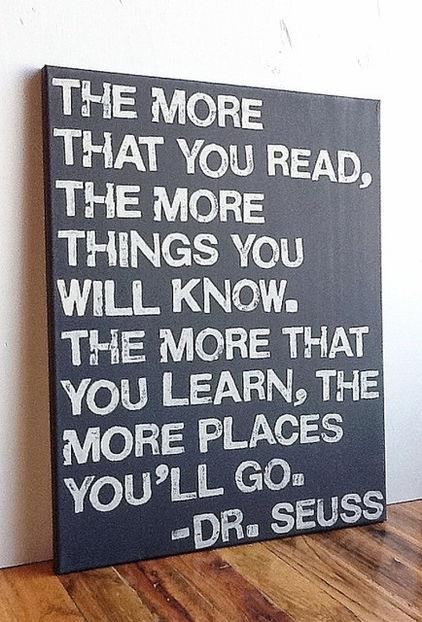 THE MORE
THAT YOU READ,
THE MORE
THINGS YOU
WILL KNOW.
THE MORE THAT
YOU LEARN, THE
MORE PLACES
YOU'LL GO.
-DR. SEUSS